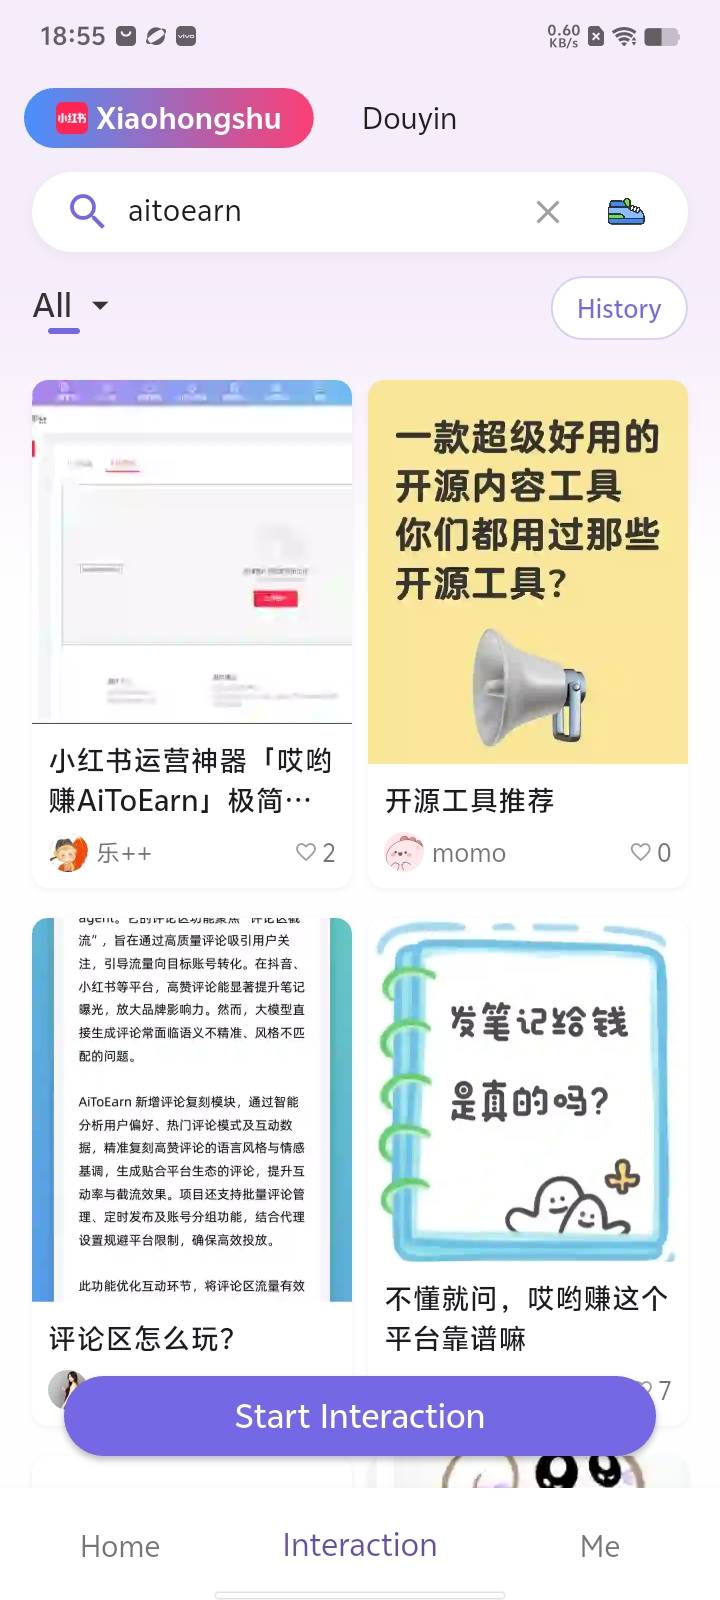 18:55
vivo
0.60
KB/s
小红书 Xiaohongshu
Douyin
aitoearn
All
History
一款超级好用的
开源内容工具
你们都用过那些
开源工具?
小红书运营神器「哎哟
赚AiToEarn」极简…
乐++
2
开源工具推荐
momo
0
agent。它的评论区功能聚焦“评论区截
流”，旨在通过高质量评论吸引用户关
注，引导流量向目标账号转化。在抖音、
小红书等平台，高赞评论能显著提升笔记
曝光，放大品牌影响力。然而，大模型直
接生成评论常面临语义不精准、风格不匹
配的问题。
AiToEarn 新增评论复刻模块，通过智能
分析用户偏好、热门评论模式及互动数
据，精准复刻高赞评论的语言风格与情感
基调，生成贴合平台生态的评论，提升互
动率与截流效果。项目还支持批量评论管
理、定时发布及账号分组功能，结合代理
设置规避平台限制，确保高效投放。
此功能优化互动环节，将评论区流量有效
评论区怎么玩?
发笔记给钱
是真的吗?
不懂就问，哎哟赚这个
平台靠谱嘛
7
Start Interaction
Home
Interaction
Me